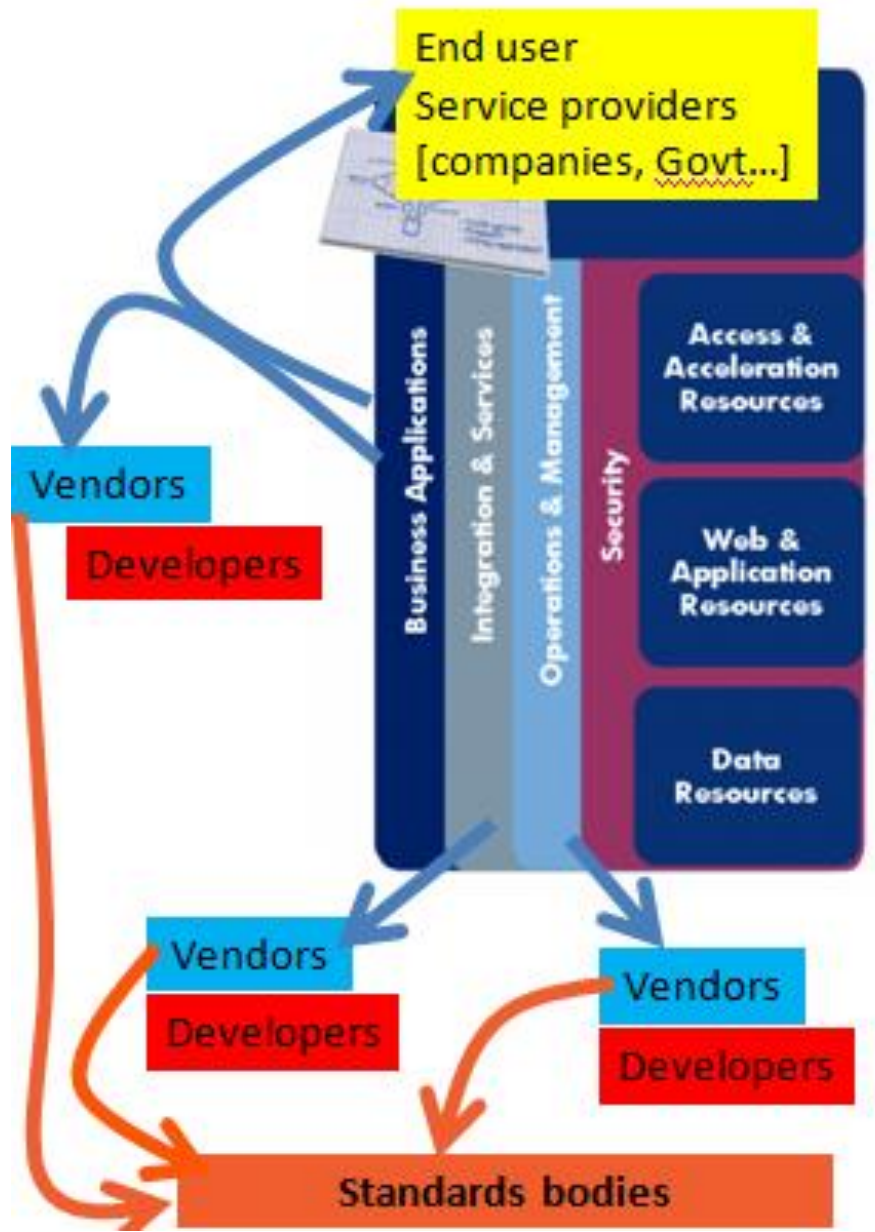 End user
Service providers
[companies, Govt...]
Business Applications
Integration & Services
Operations & Management
Security
Access &
Acceleration
Resources
Web &
Application
Resources
Data
Resources
Vendors
Developers
Vendors
Developers
Vendors
Developers
Standards bodies